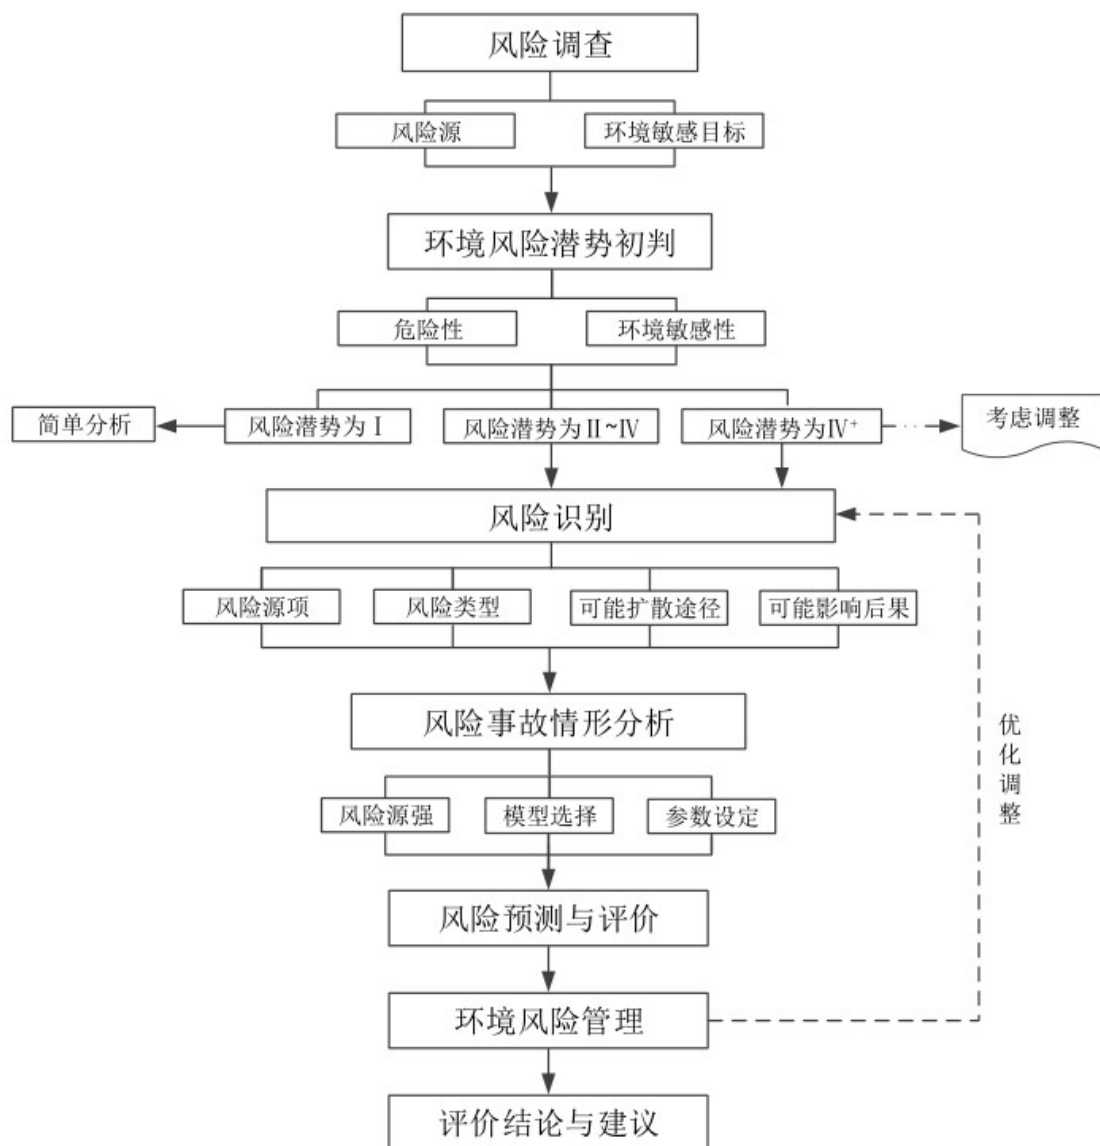 风险调查
风险源
环境敏感目标
环境风险潜势初判
危险性
环境敏感性
简单分析
风险潜势为Ⅰ
风险潜势为Ⅱ~Ⅳ
风险潜势为Ⅳ⁺
考虑调整
风险识别
风险源项
风险类型
可能扩散途径
可能影响后果
风险事故情形分析
优化调整
风险源强
模型选择
参数设定
风险预测与评价
环境风险管理
评价结论与建议